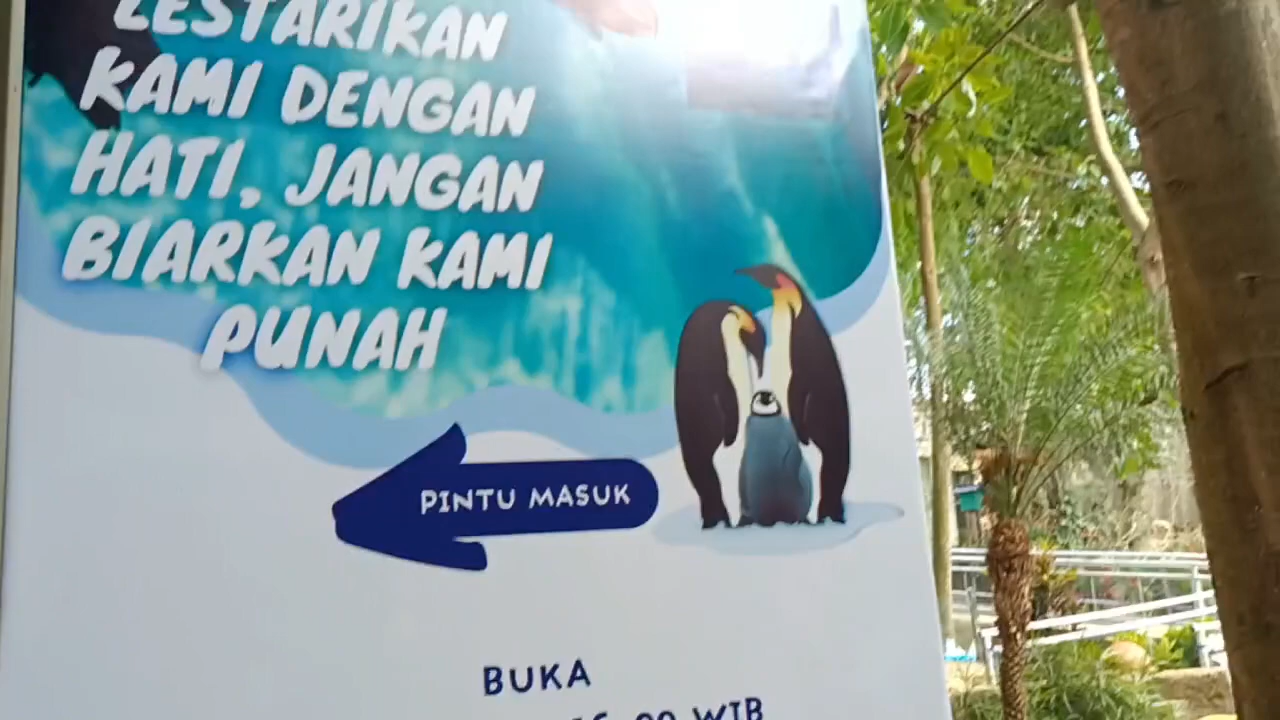 LESTARIKAN
KAMI DENGAN
HATI, JANGAN
BIARKAN KAMI
PUNAH
PINTU MASUK
BUKA
WIB